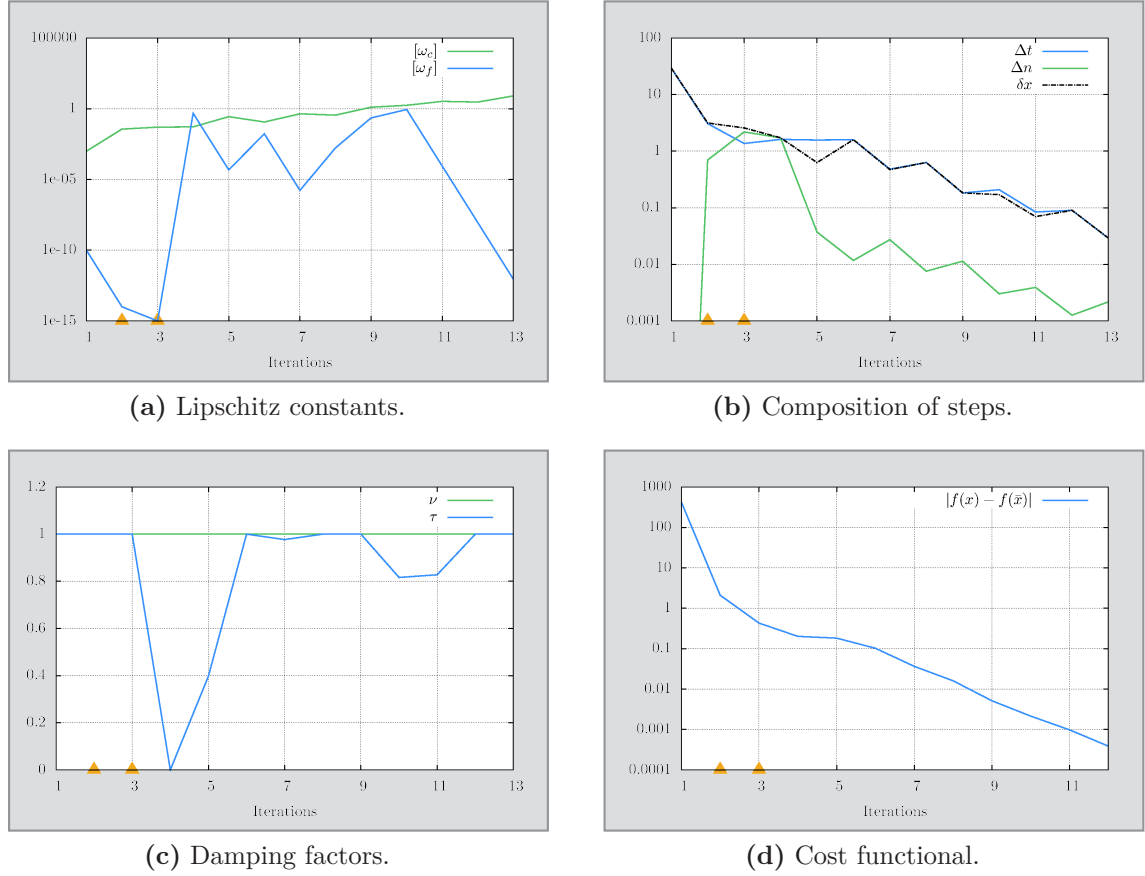 100000
1
1e-05
1e-10
1e-15
[ω_c]
[ω_f]
1 3 5 7 9 11 13
Iterations
(a) Lipschitz constants.
100
10
1
0.1
0.01
0.001
Δt
Δn
δx
1 3 5 7 9 11 13
Iterations
(b) Composition of steps.
1.2
1
0.8
0.6
0.4
0.2
0
ν
τ
1 3 5 7 9 11 13
Iterations
(c) Damping factors.
1000
100
10
1
0.1
0.01
0.001
0.0001
|f(x) − f(x̄)|
1 3 5 7 9 11
Iterations
(d) Cost functional.